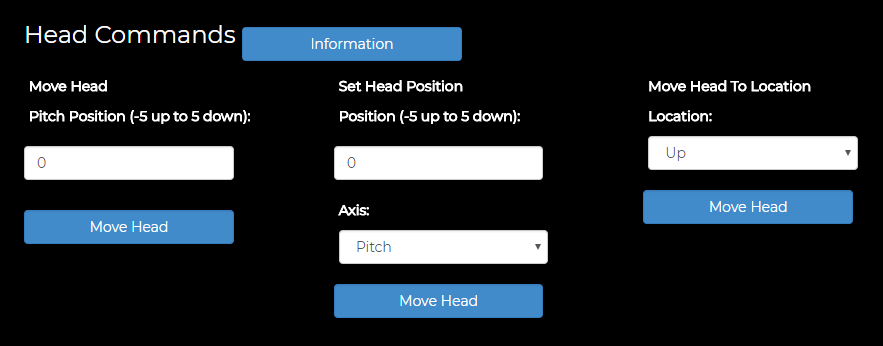 Head Commands
Information
Move Head
Pitch Position (-5 up to 5 down):
0
Move Head
Set Head Position
Position (-5 up to 5 down):
0
Axis:
Pitch
Move Head
Move Head To Location
Location:
Up
Move Head